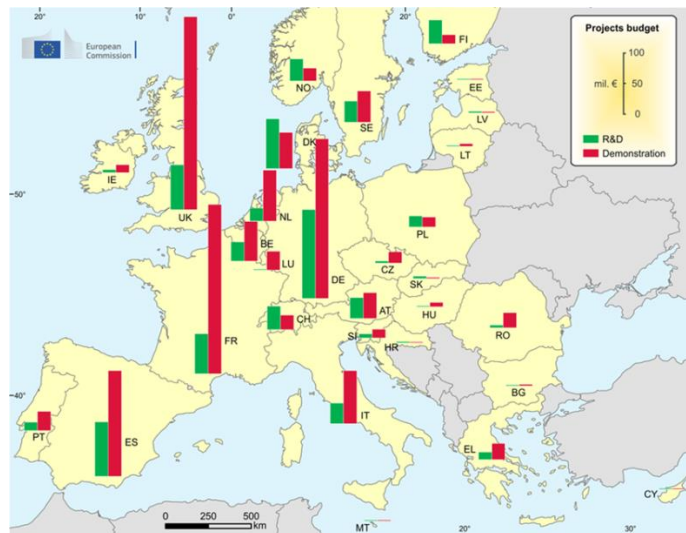 10°
0°
10°
20°
European
Commission
Projects budget
100
mil. €
50
0
R&D
Demonstration
FI
NO
SE
EE
LV
LT
DK
IE
UK
NL
BE
LU
DE
PL
CZ
SK
AT
HU
CH
SI
HR
RO
FR
IT
BG
PT
ES
EL
CY
MT
50°
40°
0 250 500
km
20°
30°